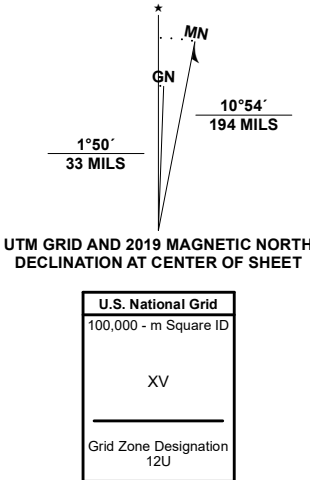 MN
GN
10°54´
194 MILS
1°50´
33 MILS
UTM GRID AND 2019 MAGNETIC NORTH
DECLINATION AT CENTER OF SHEET
U.S. National Grid
100,000 - m Square ID
XV
Grid Zone Designation
12U